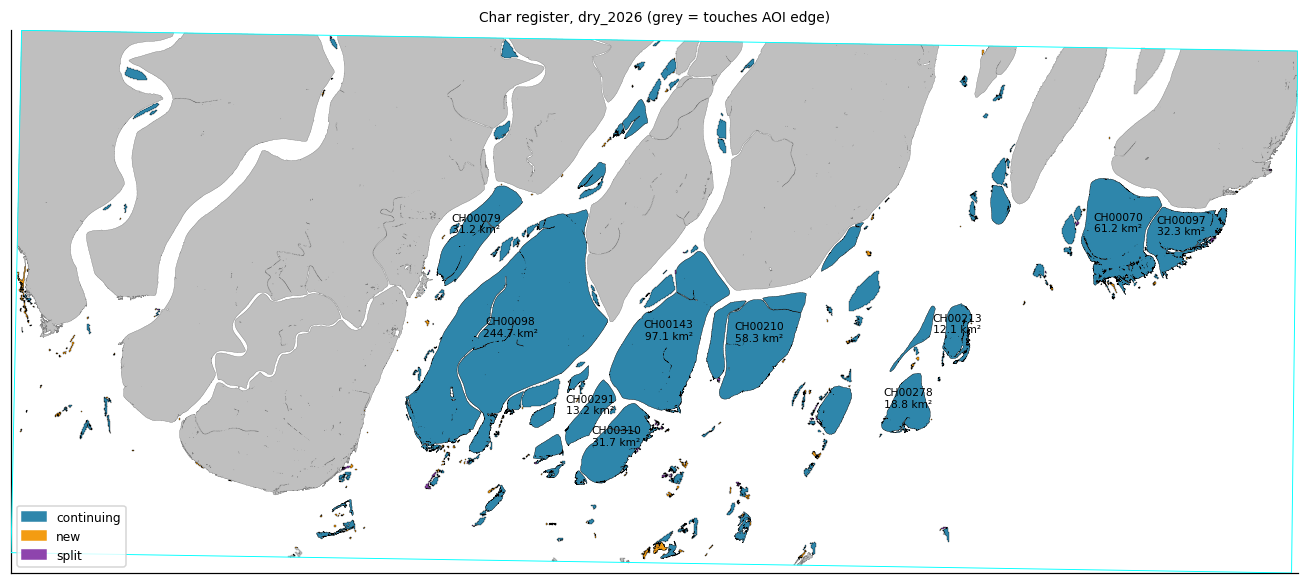 Char register, dry_2026 (grey = touches AOI edge)
CH00079
31.2 km²
CH00070
61.2 km²
CH00097
32.3 km²
CH00098
244.7 km²
CH00143
97.1 km²
CH00210
58.3 km²
CH00213
12.1 km²
CH00291
13.2 km²
CH00278
18.8 km²
CH00310
31.7 km²
continuing
new
split